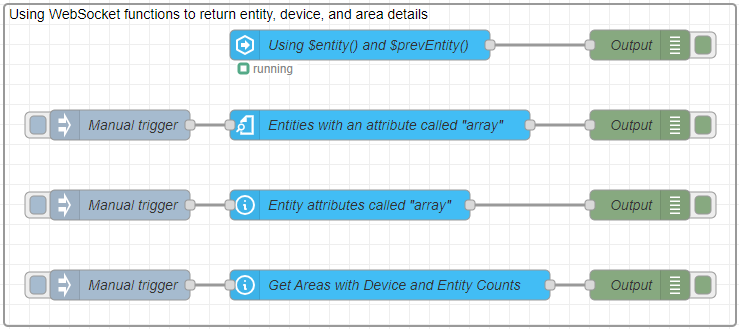 Using WebSocket functions to return entity, device, and area details
Using $entity() and $prevEntity() Output
running
Manual trigger Entities with an attribute called "array" Output
Manual trigger Entity attributes called "array" Output
Manual trigger Get Areas with Device and Entity Counts Output